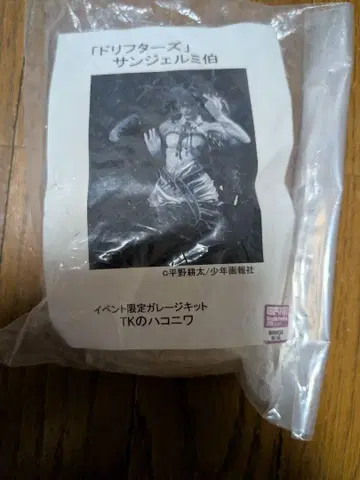 「ドリフターズ」
サンジェルミ伯
©平野耕太/少年画報社
イベント限定ガレージキット
TKのハコニワ